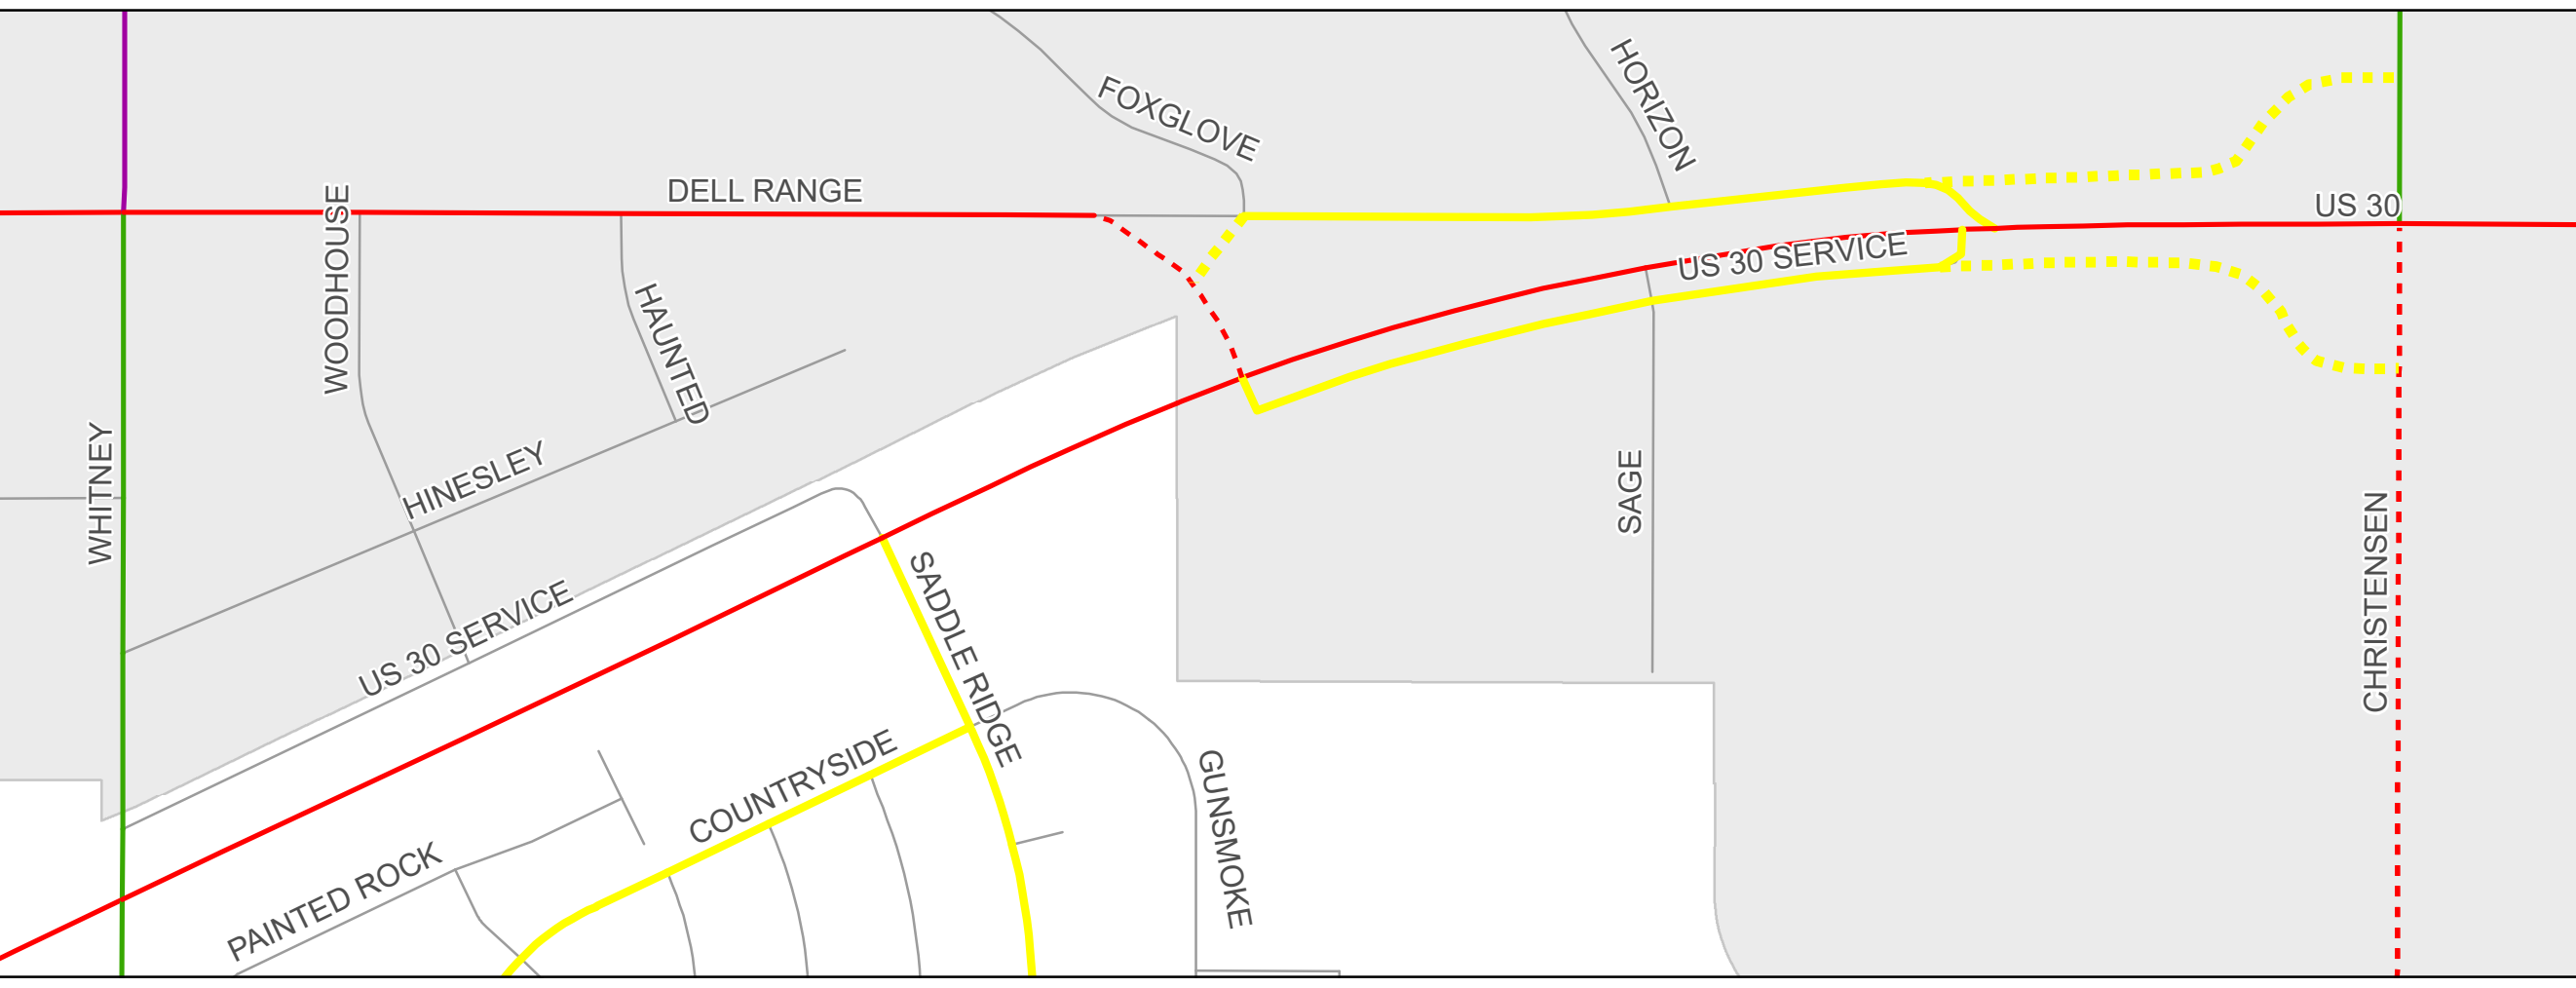 HORIZON
FOXGLOVE
DELL RANGE
US 30
WOODHOUSE
US 30 SERVICE
HAUNTED
WHITNEY
HINESLEY
SAGE
CHRISTENSEN
SADDLE RIDGE
US 30 SERVICE
COUNTRYSIDE
GUNSMOKE
PAINTED ROCK